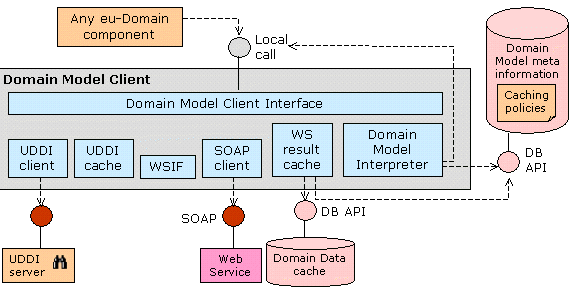 Any eu-Domain
component
Local
call
Domain
Model meta
information
Caching
policies
Domain Model Client
Domain Model Client Interface
UDDI
client
UDDI
cache
WSIF
SOAP
client
WS
result
cache
Domain
Model
Interpreter
DB
API
SOAP
DB API
UDDI
server
Web
Service
Domain Data
cache